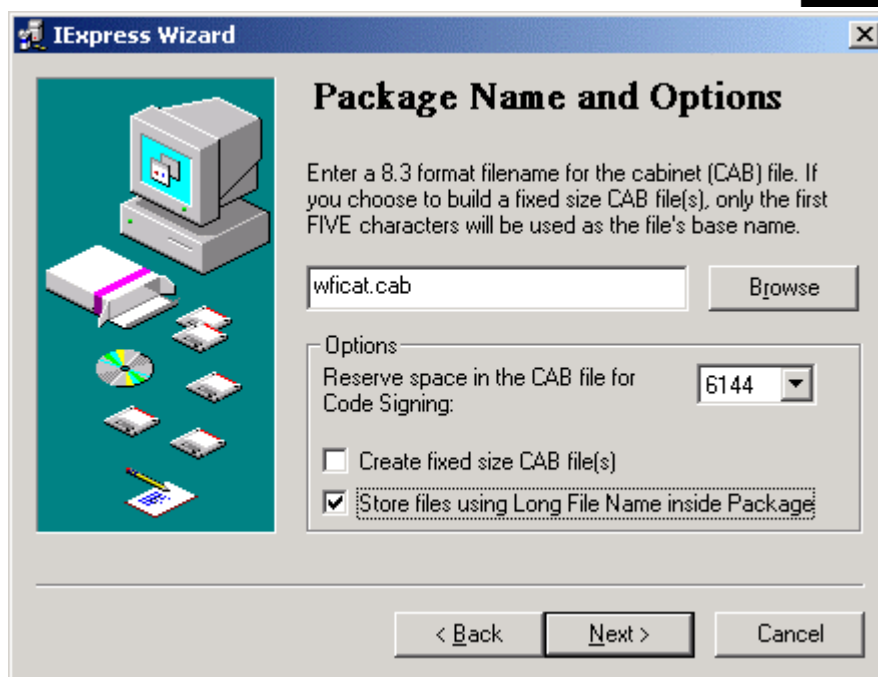 IExpress Wizard
Package Name and Options
Enter a 8.3 format filename for the cabinet (CAB) file. If
you choose to build a fixed size CAB file(s), only the first
FIVE characters will be used as the file's base name.
wficat.cab
Browse
Options
Reserve space in the CAB file for
Code Signing:
6144
Create fixed size CAB file(s)
Store files using Long File Name inside Package
< Back
Next >
Cancel